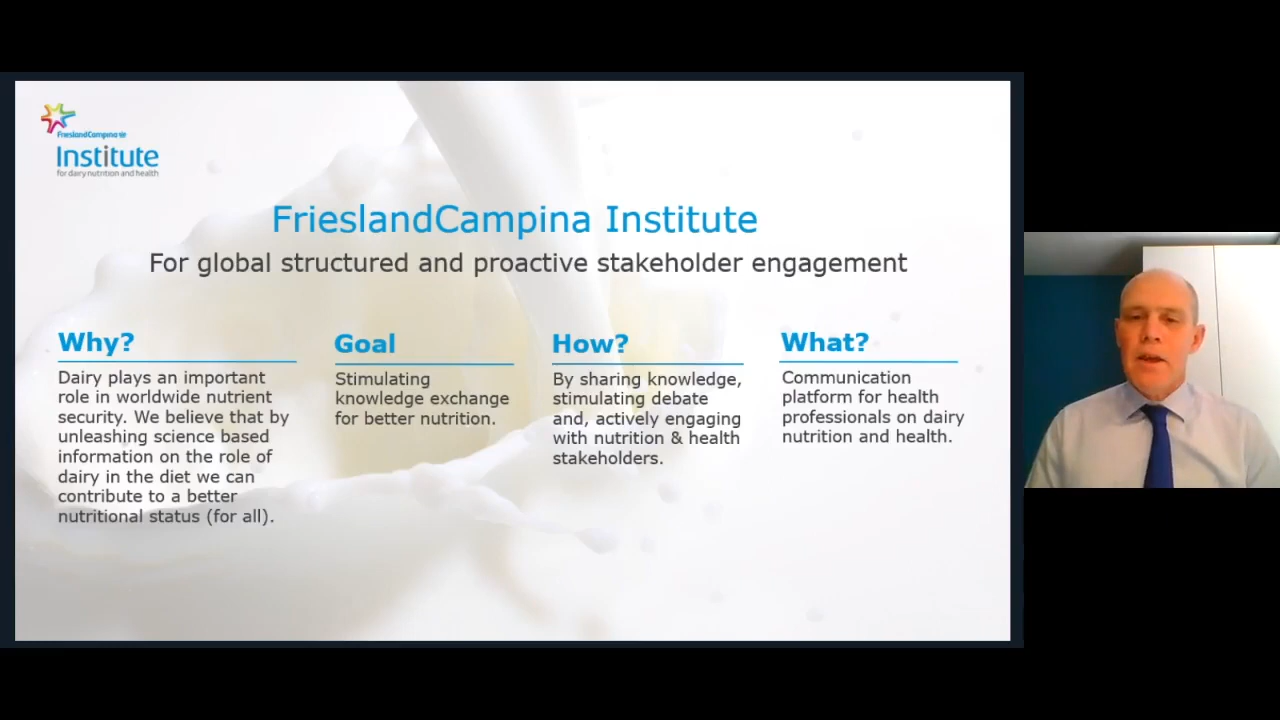 FrieslandCampina
Institute
for dairy nutrition and health
FrieslandCampina Institute
For global structured and proactive stakeholder engagement
Why?
Dairy plays an important
role in worldwide nutrient
security. We believe that by
unleashing science based
information on the role of
dairy in the diet we can
contribute to a better
nutritional status (for all).
Goal
Stimulating
knowledge exchange
for better nutrition.
How?
By sharing knowledge,
stimulating debate
and, actively engaging
with nutrition & health
stakeholders.
What?
Communication
platform for health
professionals on dairy
nutrition and health.